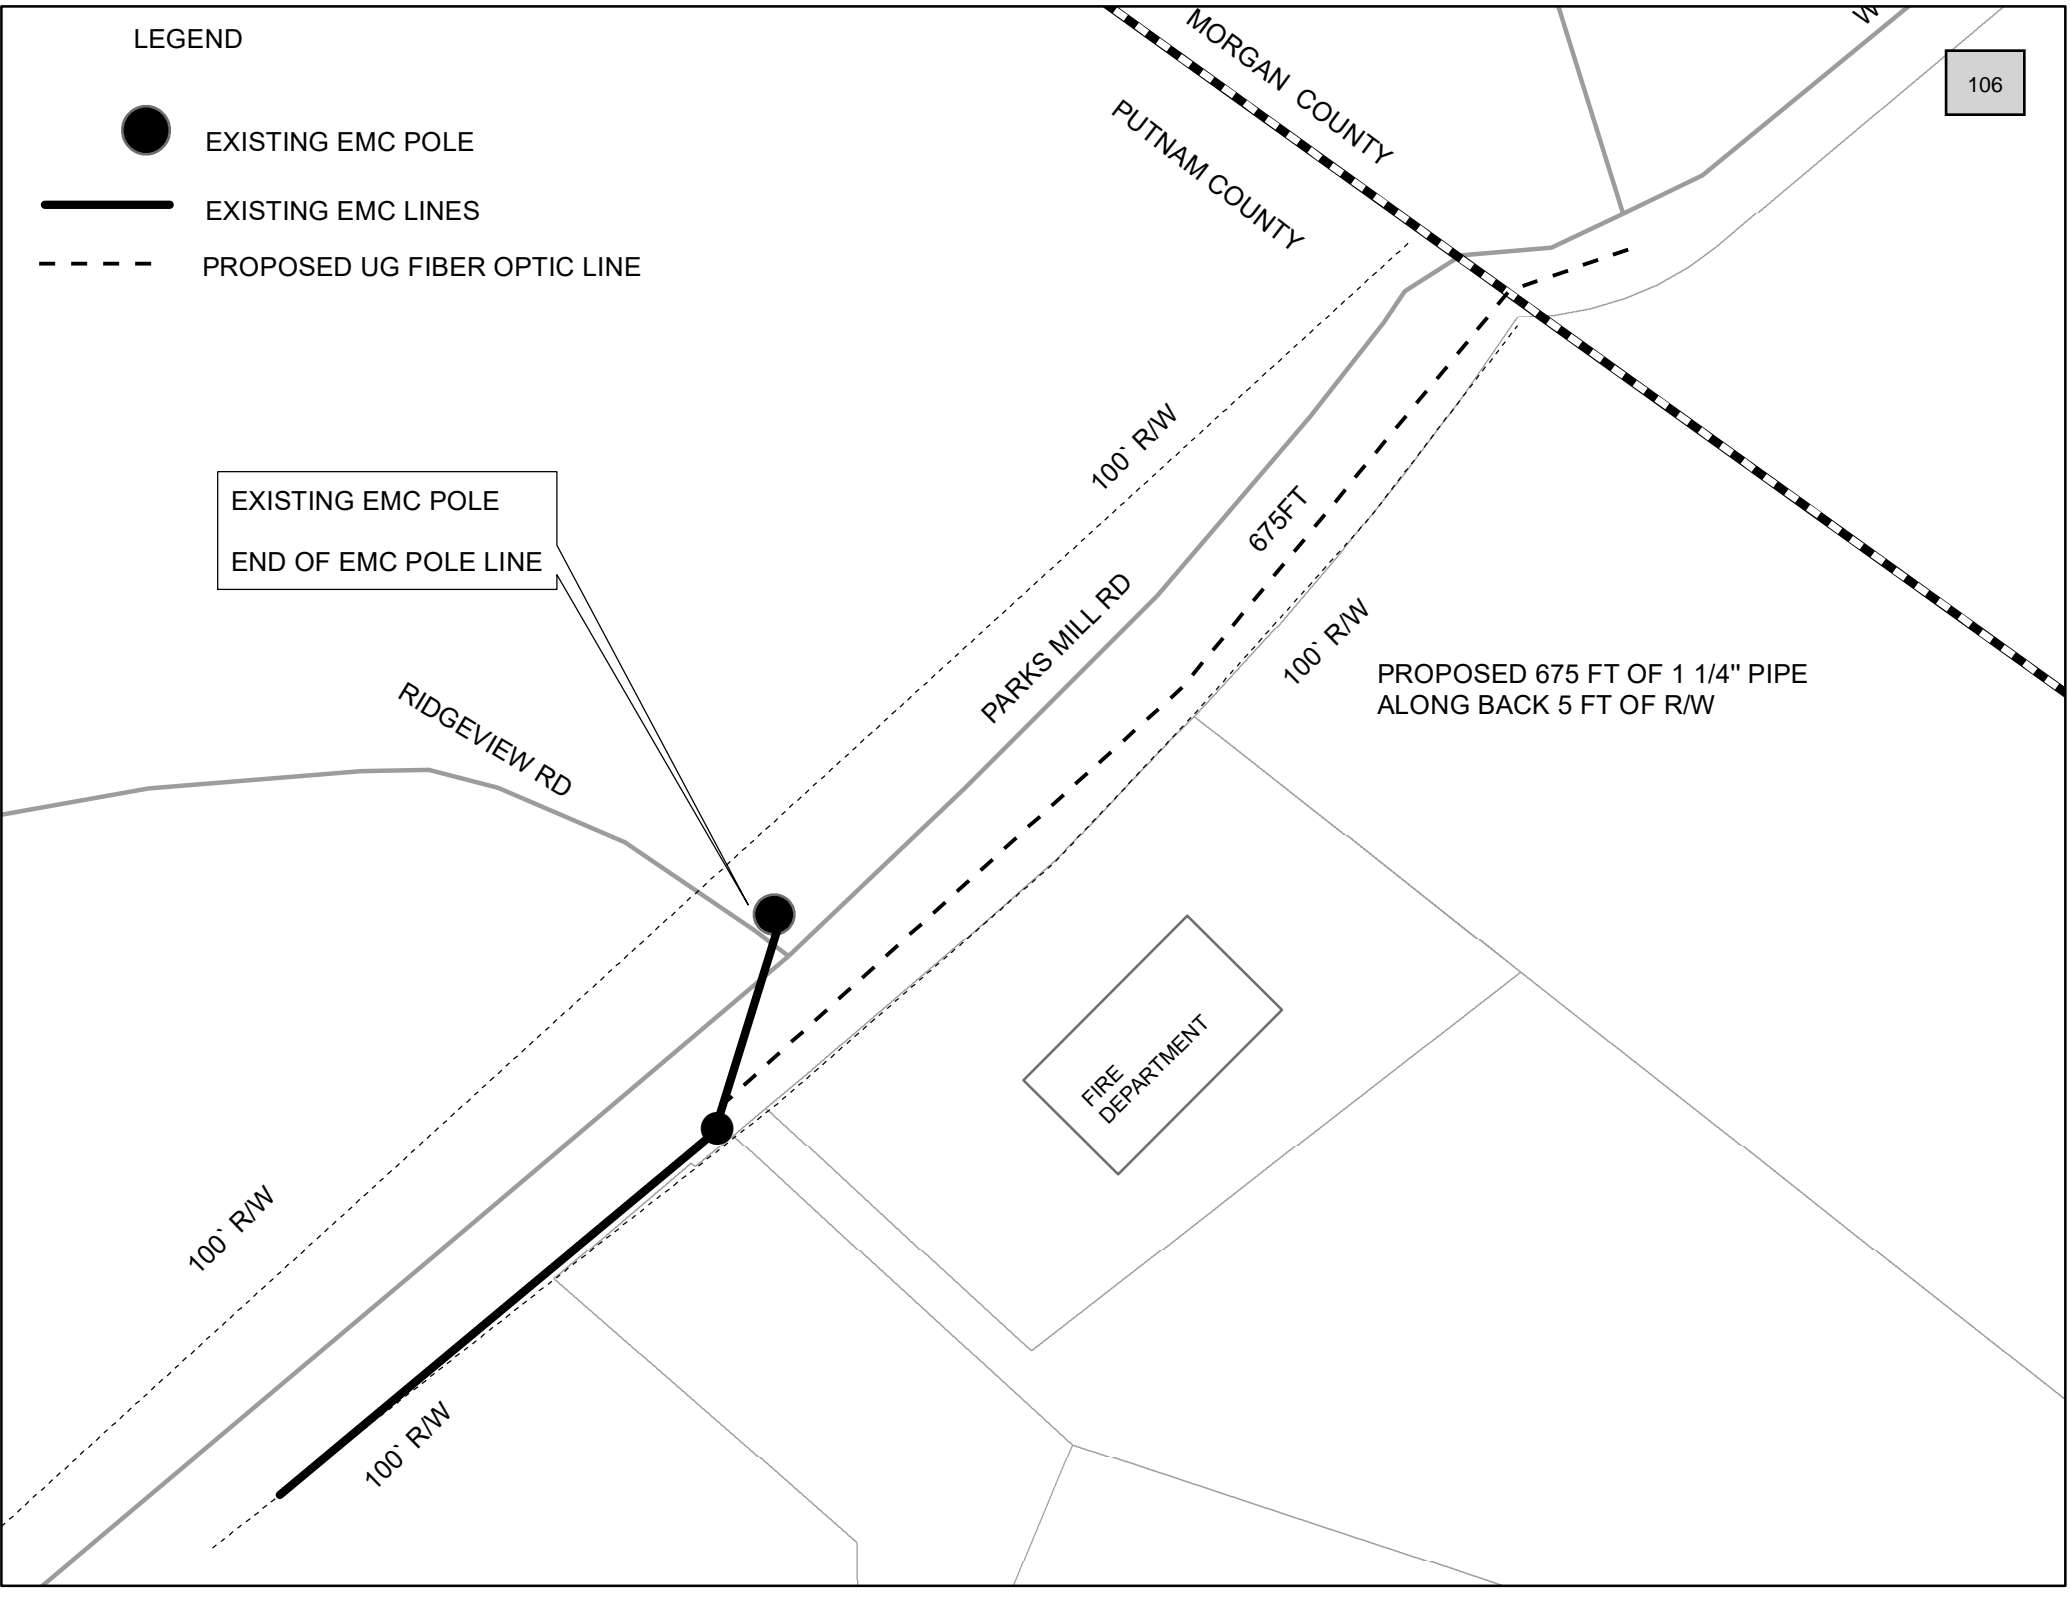 LEGEND
EXISTING EMC POLE
EXISTING EMC LINES
PROPOSED UG FIBER OPTIC LINE
MORGAN COUNTY
PUTNAM COUNTY
W
106
100` R/W
675FT
EXISTING EMC POLE
END OF EMC POLE LINE
PARKS MILL RD
100` R/W
PROPOSED 675 FT OF 1 1/4" PIPE
ALONG BACK 5 FT OF R/W
RIDGEVIEW RD
FIRE
DEPARTMENT
100` R/W
100` R/W